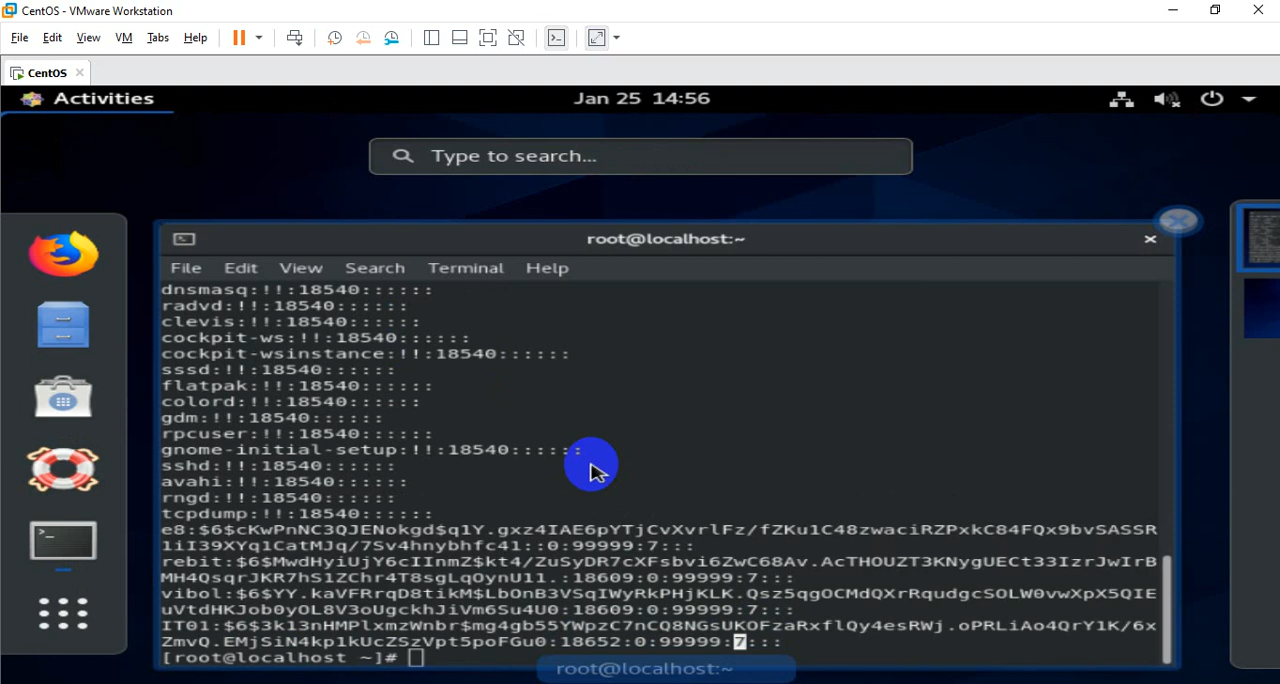 CentOS - VMware Workstation
File Edit View VM Tabs Help
CentOS
Activities
Jan 25 14:56
Type to search...
root@localhost:~
File Edit View Search Terminal Help
dnsmasq:!!:18540::::::
radvd:!!:18540::::::
clevis:!!:18540::::::
cockpit-ws:!!:18540::::::
cockpit-wsinstance:!!:18540::::::
sssd:!!:18540::::::
flatpak:!!:18540::::::
colord:!!:18540::::::
gdm:!!:18540::::::
rpcuser:!!:18540::::::
gnome-initial-setup:!!:18540::::::
sshd:!!:18540::::::
avahi:!!:18540::::::
rngd:!!:18540::::::
tcpdump:!!:18540::::::
e8:$6$cKwPnNC3QJENokgd$q1Y.gxz4IAE6pYTjCvXvrlFz/fZKu1C48zwaciRZPxkC84FQx9bvSASSR
1iI39XYq1CatMJq/7Sv4hnybhfc41::0:99999:7:::
rebit:$6$MwdHyiUjY6cIInmZ$kt4/ZuSyDR7cXFsbvi6ZwC68Av.AcTHOUZT3KNygUECt33IzrJwIrB
MH4QsqrJKR7hS1ZChr4T8sgLqOynU11.:18609:0:99999:7:::
vibol:$6$YY.kaVFRrqD8tikM$LbOnB3VSqIWyRkPHjKLK.Qsz5qgOCMdQXrRqudgcSOLW0vwXpX5QIE
uVtdHKJob0yOL8V3oUgckhJiVm6Su4U0:18609:0:99999:7:::
IT01:$6$3k13nHMPlxmzWnbr$mg4gb55YWpzC7nCQ8NGsUKOFzaRxflQy4esRWj.oPRLiAo4QrY1K/6x
ZmvQ.EMjSiN4kp1kUcZSzVpt5poFGu0:18652:0:99999:7:::
[root@localhost ~]#
root@localhost:~